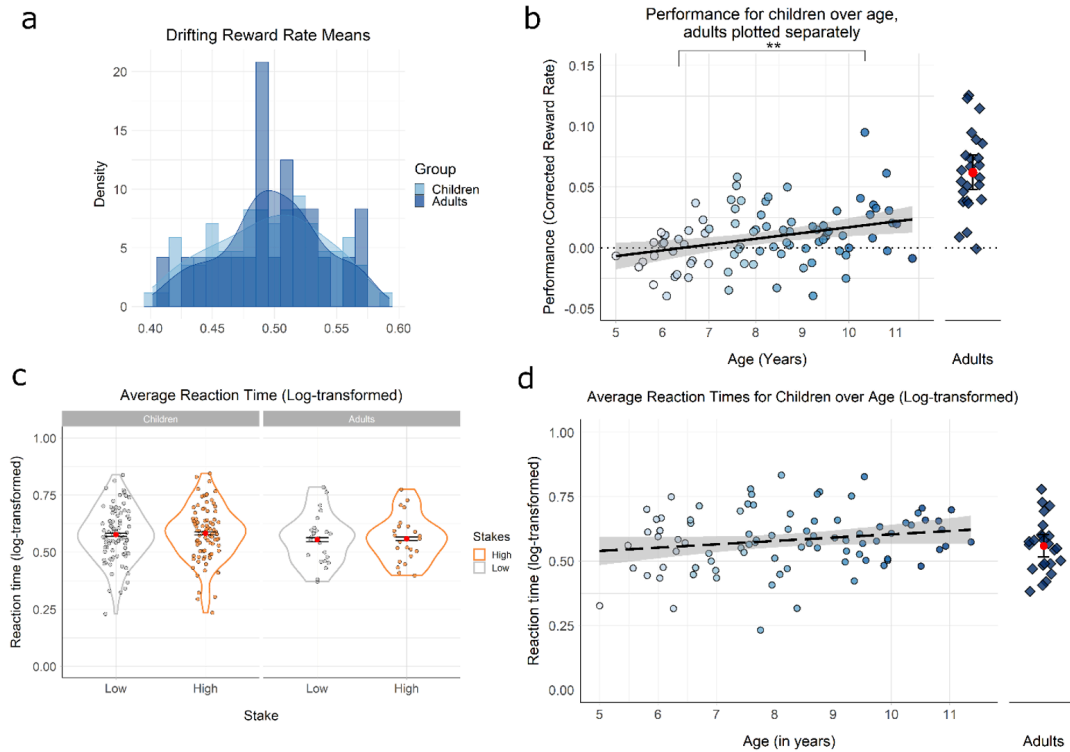 a
Drifting Reward Rate Means
20
15
10
5
0
Density
0.40 0.45 0.50 0.55 0.60
Group
Children
Adults
b
Performance for children over age,
adults plotted separately
**
0.15
0.10
0.05
0.00
-0.05
Performance (Corrected Reward Rate)
5 6 7 8 9 10 11
Age (Years)
Adults
c
Average Reaction Time (Log-transformed)
Children Adults
1.00
0.75
0.50
0.25
0.00
Reaction time (log-transformed)
Low High Low High
Stake
Stakes
High
Low
d
Average Reaction Times for Children over Age (Log-transformed)
1.00
0.75
0.50
0.25
0.00
Reaction time (log-transformed)
5 6 7 8 9 10 11
Age (in years)
Adults